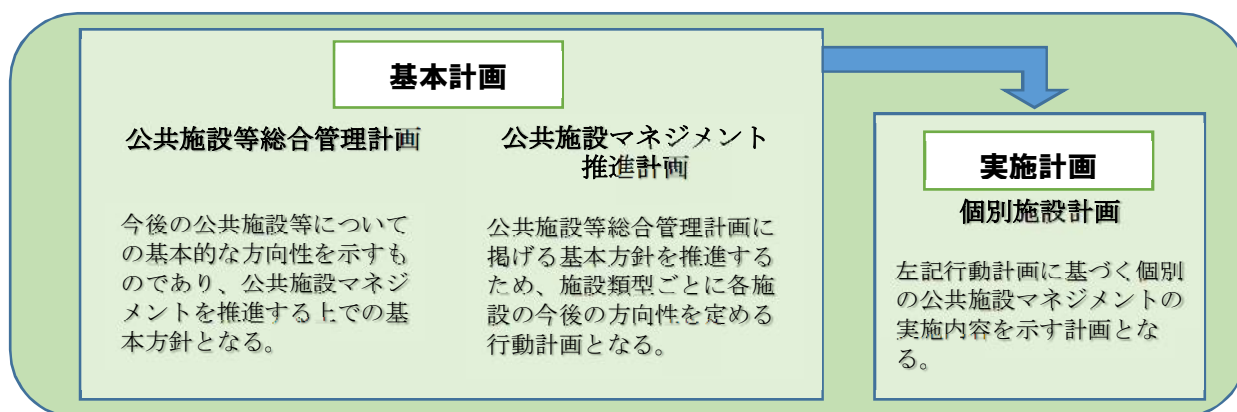 基本計画
公共施設等総合管理計画
今後の公共施設等について
の基本的な方向性を示すも
のであり、公共施設マネジ
メントを推進する上での基
本方針となる。
公共施設マネジメント
推進計画
公共施設等総合管理計画に
掲げる基本方針を推進する
ため、施設類型ごとに各施
設の今後の方向性を定める
行動計画となる。
実施計画
個別施設計画
左記行動計画に基づく個別
の公共施設マネジメントの
実施内容を示す計画とな
る。